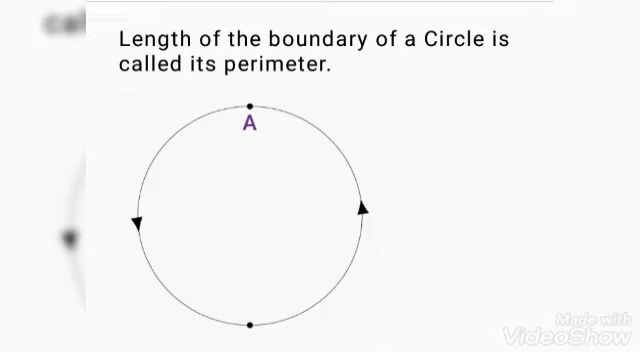 Length of the boundary of a Circle is
called its perimeter.
A
Made with
VideoShow